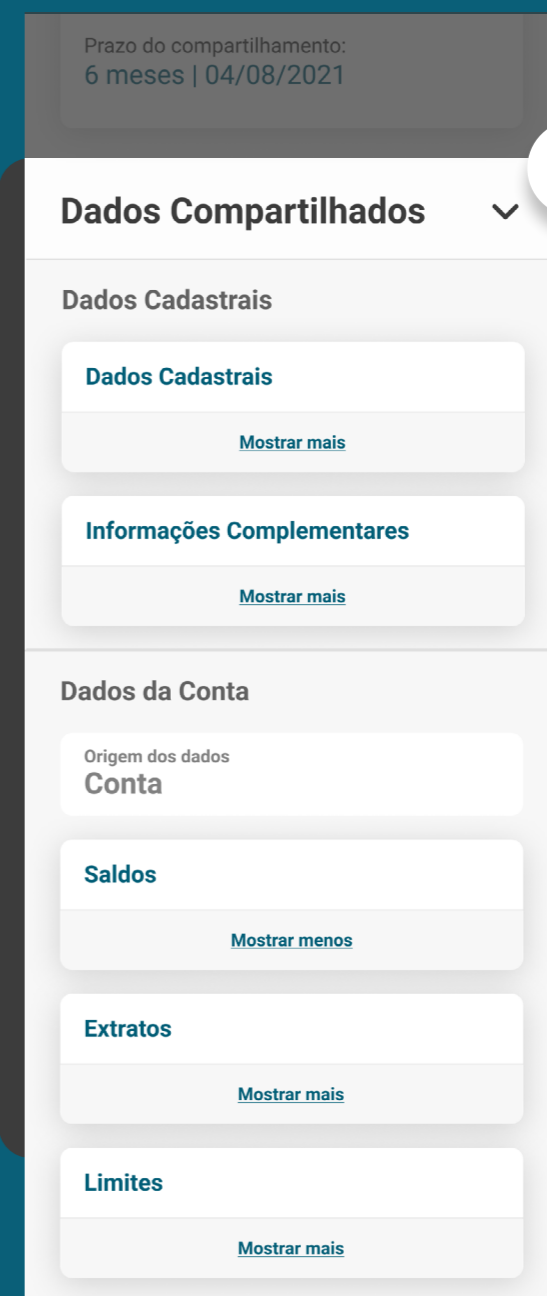 Prazo do compartilhamento:
6 meses | 04/08/2021
Dados Compartilhados
Dados Cadastrais
Dados Cadastrais
Mostrar mais
Informações Complementares
Mostrar mais
Dados da Conta
Origem dos dados
Conta
Saldos
Mostrar menos
Extratos
Mostrar mais
Limites
Mostrar mais